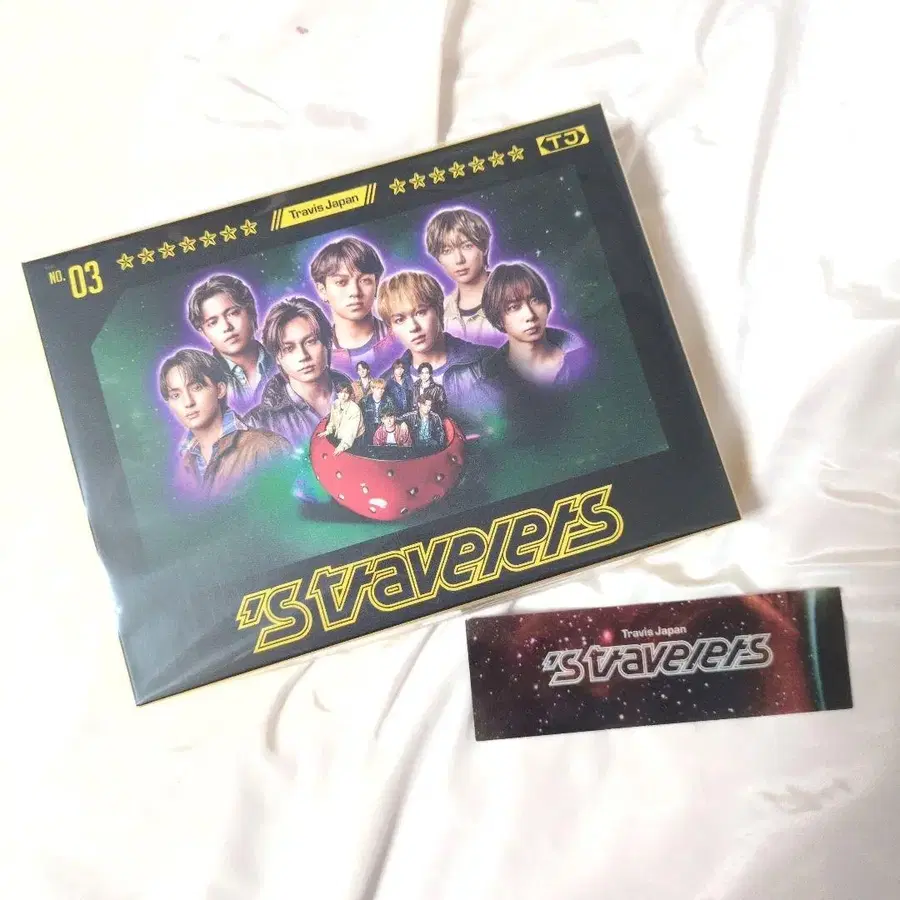 NO. 03 ☆☆☆☆☆☆☆ Travis Japan ☆☆☆☆☆☆☆ TJ
's travelers
Travis Japan
's travelers